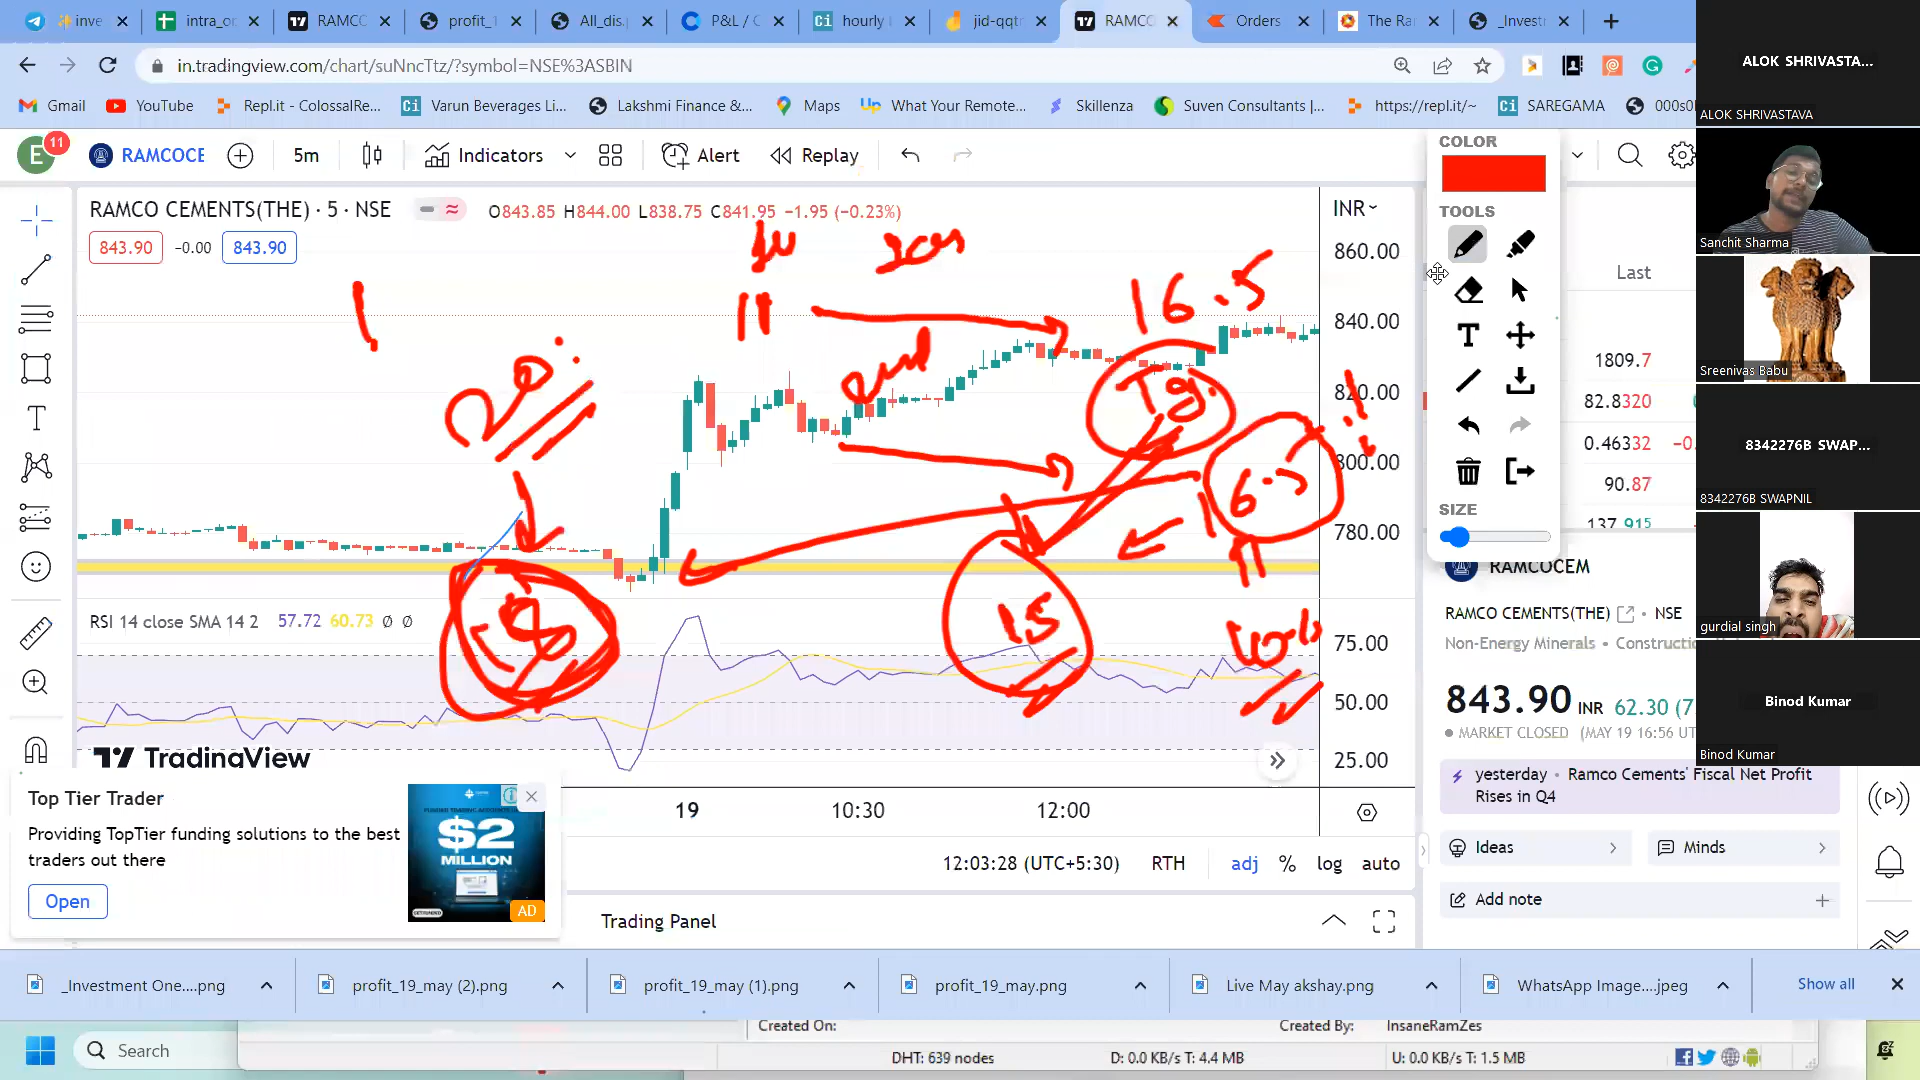 inve
intra_or
RAMCO
profit_1
All_dis.p
P&L / C
hourly l
jid-qqtr
RAMCO
Orders
The Ra
_Invest
in.tradingview.com/chart/suNncTtz/?symbol=NSE%3ASBIN
Gmail
YouTube
Repl.it - ColossalRe...
Varun Beverages Li...
Lakshmi Finance &...
Maps
What Your Remote...
Skillenza
Suven Consultants |...
https://repl.it/~
SAREGAMA
E 11 RAMCOCE 5m Indicators Alert Replay
RAMCO CEMENTS(THE) · 5 · NSE O843.85 H844.00 L838.75 C841.95 −1.95 (−0.23%)
843.90 −0.00 843.90
INR
860.00
840.00
820.00
800.00
780.00
16.5
20
15
RSI 14 close SMA 14 2 57.72 60.73 Ø Ø
75.00
50.00
25.00
TradingView
19 10:30 12:00
12:03:28 (UTC+5:30) RTH adj % log auto
Trading Panel
Top Tier Trader
Providing TopTier funding solutions to the best
traders out there
Open
$2
MILLION
AD
COLOR
TOOLS
T
SIZE
Last
1809.7
82.8320
0.46332
90.87
137.915
RAMCOCEM
RAMCO CEMENTS(THE) NSE
Non-Energy Minerals • Constructi
843.90 INR 62.30 (7
MARKET CLOSED (MAY 19 16:56 UT
yesterday • Ramco Cements' Fiscal Net Profit
Rises in Q4
Ideas
Minds
Add note
ALOK SHRIVASTA...
ALOK SHRIVASTAVA
Sanchit Sharma
Sreenivas Babu
8342276B SWAP...
8342276B SWAPNIL
gurdial singh
Binod Kumar
Binod Kumar
_Investment One....png
profit_19_may (2).png
profit_19_may (1).png
profit_19_may.png
Live May akshay.png
WhatsApp Image....jpeg
Show all
Search
Created On:
Created By: InsaneRamZes
DHT: 639 nodes
D: 0.0 KB/s T: 4.4 MB
U: 0.0 KB/s T: 1.5 MB